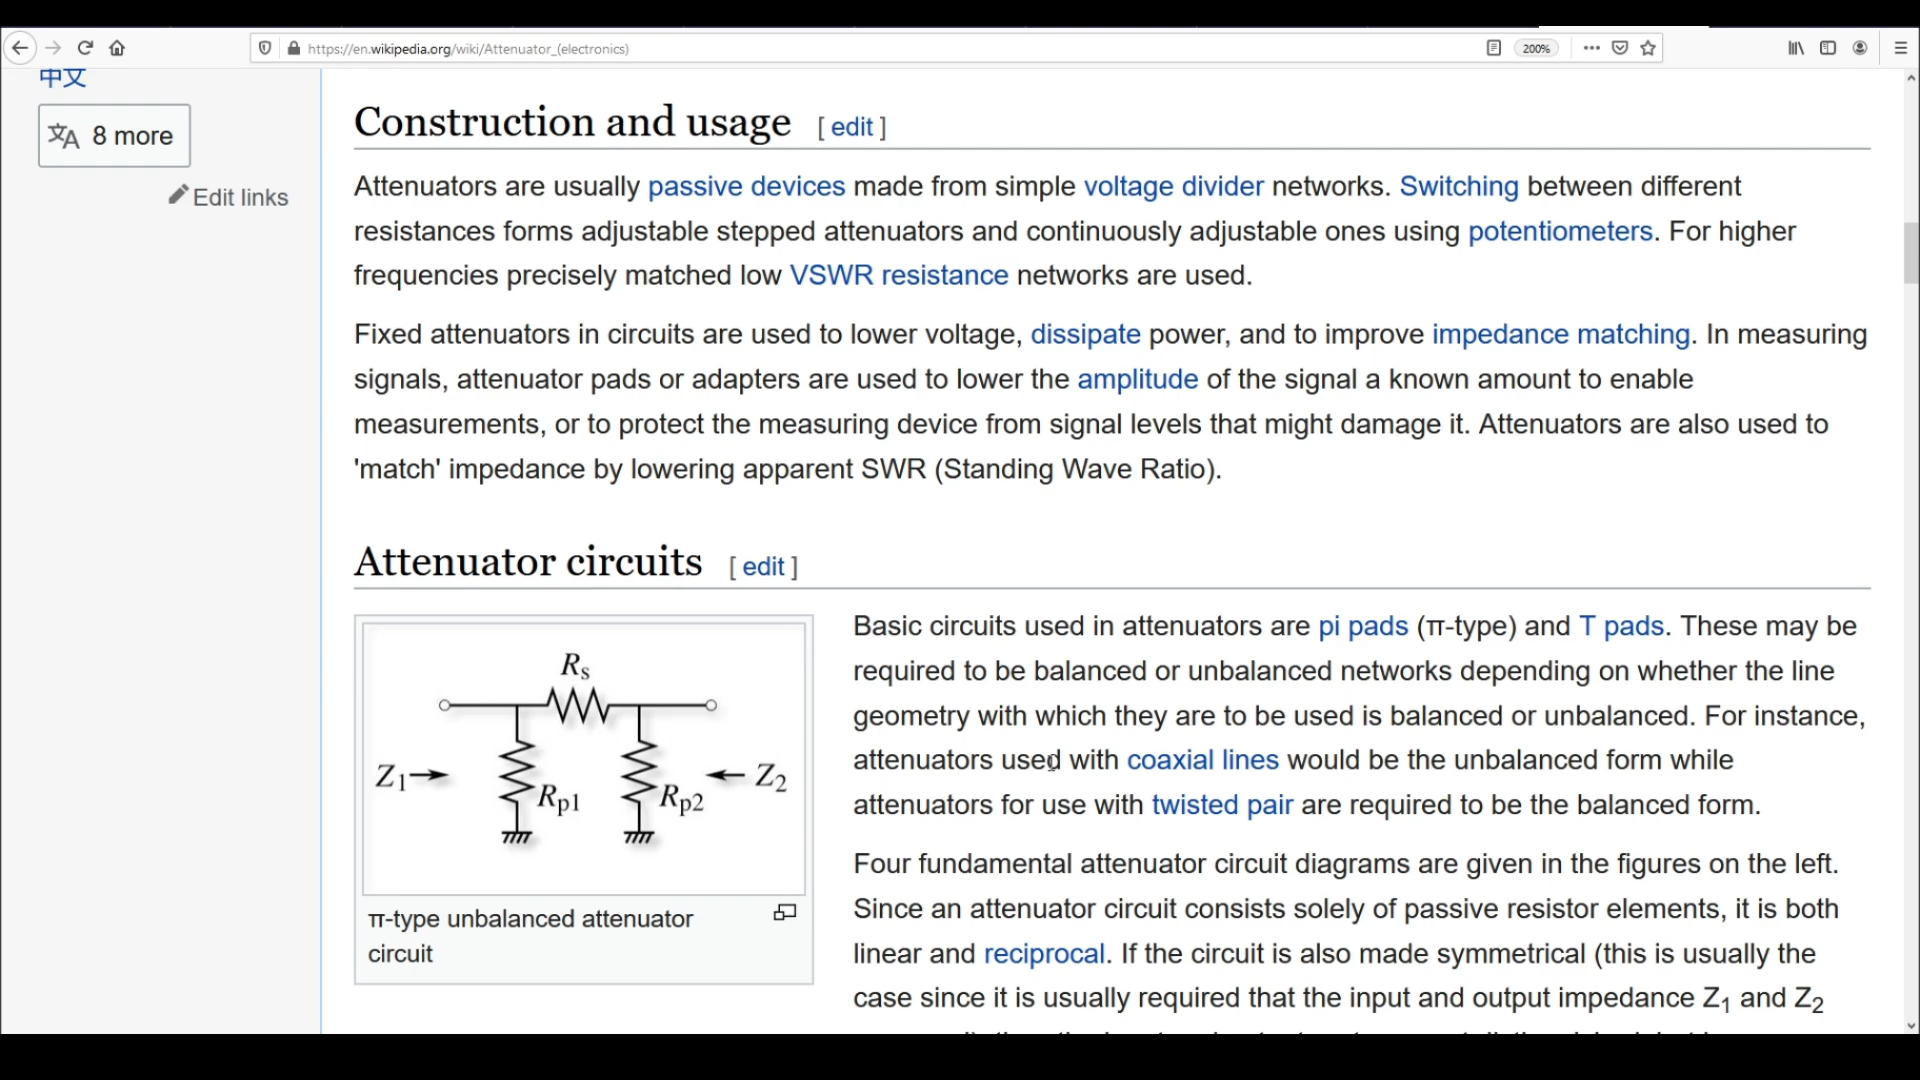 https://en.wikipedia.org/wiki/Attenuator_(electronics)
200%
中文
8 more
Edit links
Construction and usage [ edit ]
Attenuators are usually passive devices made from simple voltage divider networks. Switching between different
resistances forms adjustable stepped attenuators and continuously adjustable ones using potentiometers. For higher
frequencies precisely matched low VSWR resistance networks are used.
Fixed attenuators in circuits are used to lower voltage, dissipate power, and to improve impedance matching. In measuring
signals, attenuator pads or adapters are used to lower the amplitude of the signal a known amount to enable
measurements, or to protect the measuring device from signal levels that might damage it. Attenuators are also used to
'match' impedance by lowering apparent SWR (Standing Wave Ratio).
Attenuator circuits [ edit ]
Rs
Z1
Rp1
Rp2
Z2
π-type unbalanced attenuator
circuit
Basic circuits used in attenuators are pi pads (π-type) and T pads. These may be
required to be balanced or unbalanced networks depending on whether the line
geometry with which they are to be used is balanced or unbalanced. For instance,
attenuators used with coaxial lines would be the unbalanced form while
attenuators for use with twisted pair are required to be the balanced form.
Four fundamental attenuator circuit diagrams are given in the figures on the left.
Since an attenuator circuit consists solely of passive resistor elements, it is both
linear and reciprocal. If the circuit is also made symmetrical (this is usually the
case since it is usually required that the input and output impedance Z1 and Z2